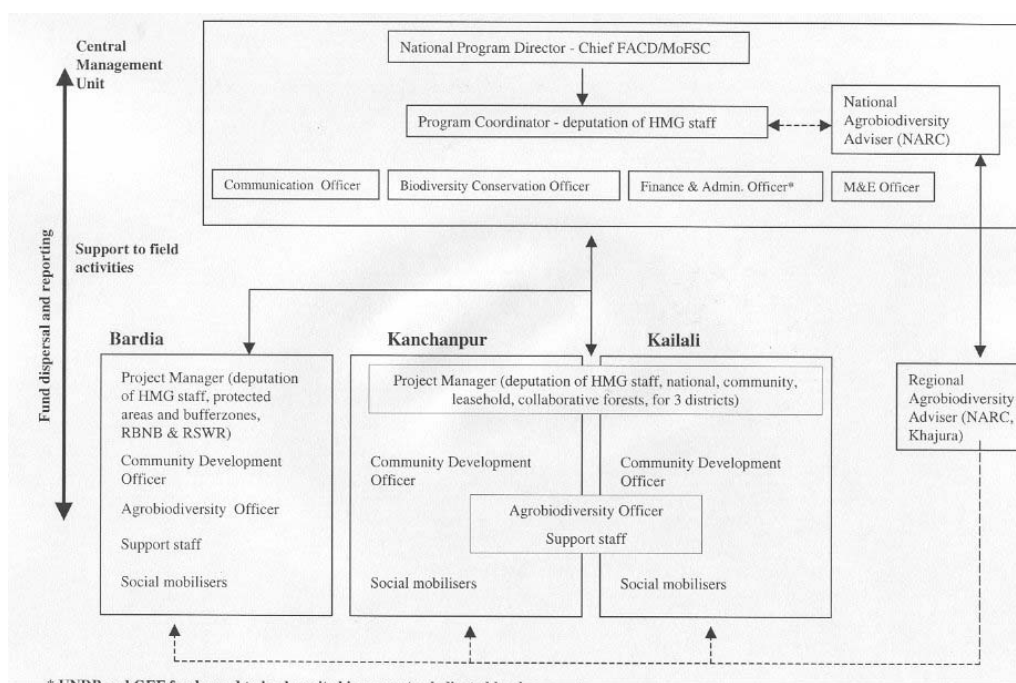 Central
Management
Unit
National Program Director - Chief FACD/MoFSC
Program Coordinator - deputation of HMG staff
National
Agrobiodiversity
Adviser (NARC)
Communication Officer
Biodiversity Conservation Officer
Finance & Admin. Officer*
M&E Officer
Fund dispersal and reporting
Support to field
activities
Bardia
Project Manager (deputation
of HMG staff, protected
areas and bufferzones,
RBNB & RSWR)
Community Development
Officer
Agrobiodiversity Officer
Support staff
Social mobilisers
Kanchanpur
Kailali
Project Manager (deputation of HMG staff, national, community,
leasehold, collaborative forests, for 3 districts)
Community Development
Officer
Community Development
Officer
Agrobiodiversity Officer
Support staff
Social mobilisers
Social mobilisers
Regional
Agrobiodiversity
Adviser (NARC,
Khajura)